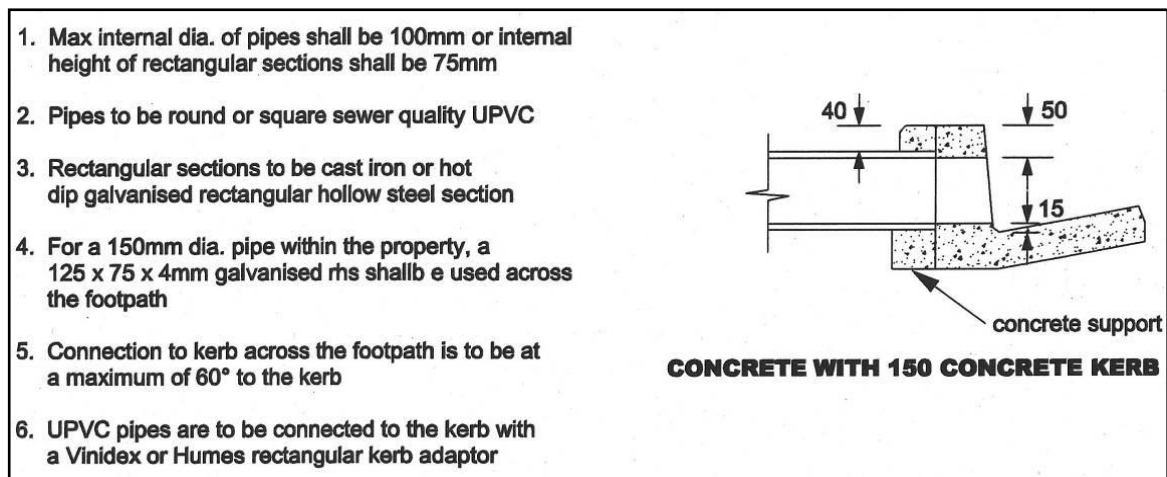 1. Max internal dia. of pipes shall be 100mm or internal
height of rectangular sections shall be 75mm
2. Pipes to be round or square sewer quality UPVC
3. Rectangular sections to be cast iron or hot
dip galvanised rectangular hollow steel section
4. For a 150mm dia. pipe within the property, a
125 x 75 x 4mm galvanised rhs shallb e used across
the footpath
5. Connection to kerb across the footpath is to be at
a maximum of 60° to the kerb
6. UPVC pipes are to be connected to the kerb with
a Vinidex or Humes rectangular kerb adaptor
40
50
15
concrete support
CONCRETE WITH 150 CONCRETE KERB